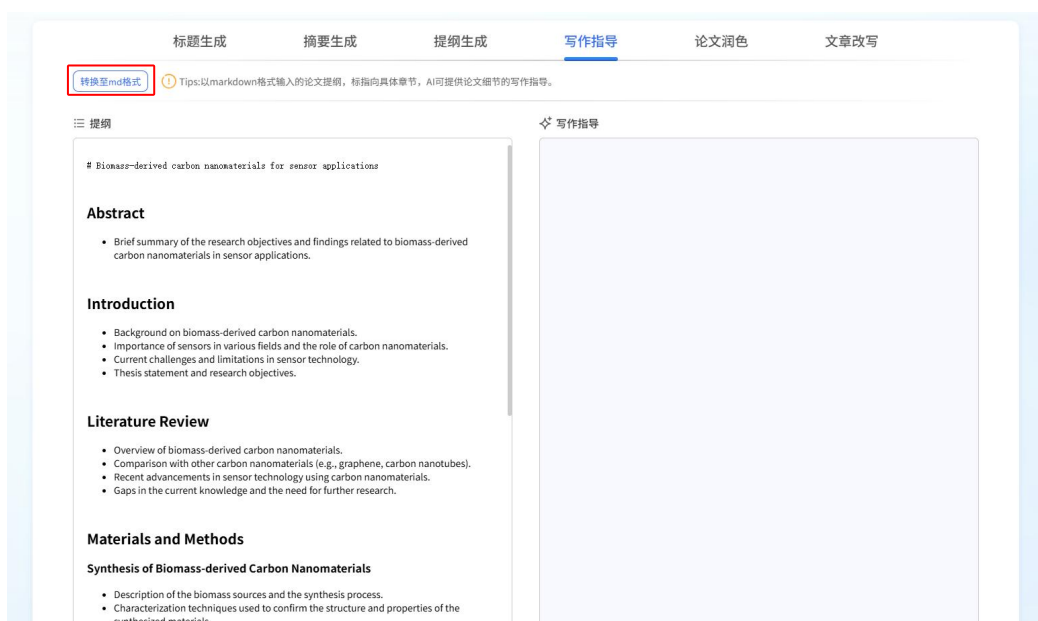 标题生成 摘要生成 提纲生成 写作指导 论文润色 文章改写
转换至md格式 Tips:以markdown格式输入的论文提纲，标指向具体章节，AI可提供论文细节的写作指导。
提纲
写作指导
# Biomass-derived carbon nanomaterials for sensor applications
Abstract
• Brief summary of the research objectives and findings related to biomass-derived
carbon nanomaterials in sensor applications.
Introduction
• Background on biomass-derived carbon nanomaterials.
• Importance of sensors in various fields and the role of carbon nanomaterials.
• Current challenges and limitations in sensor technology.
• Thesis statement and research objectives.
Literature Review
• Overview of biomass-derived carbon nanomaterials.
• Comparison with other carbon nanomaterials (e.g., graphene, carbon nanotubes).
• Recent advancements in sensor technology using carbon nanomaterials.
• Gaps in the current knowledge and the need for further research.
Materials and Methods
Synthesis of Biomass-derived Carbon Nanomaterials
• Description of the biomass sources and the synthesis process.
• Characterization techniques used to confirm the structure and properties of the
synthesized materials.